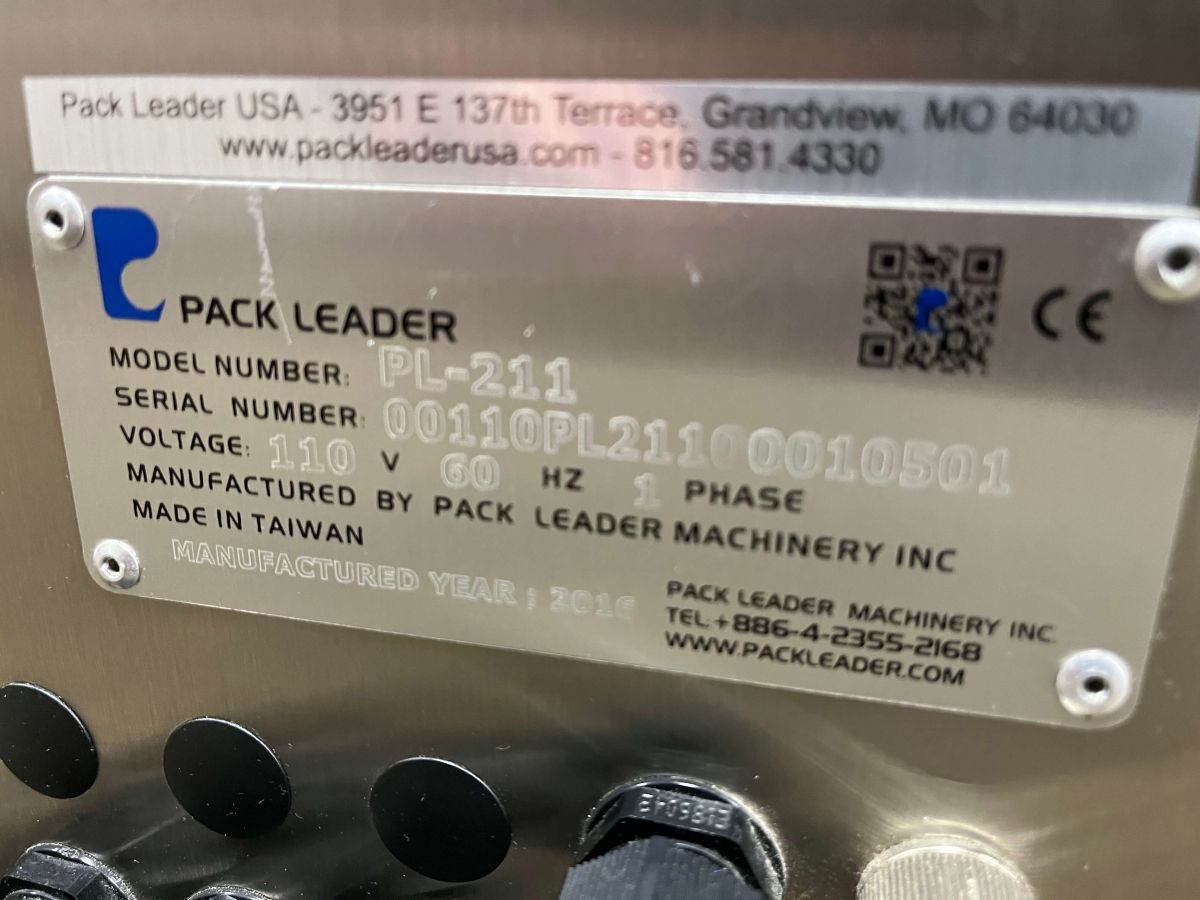 Pack Leader USA - 3951 E 137th Terrace, Grandview, MO 64030
www.packleaderusa.com - 816.581.4330
PACK LEADER
CE
MODEL NUMBER: PL-211
SERIAL NUMBER: 00110PL21100010501
VOLTAGE: 110 V 60 HZ 1 PHASE
MANUFACTURED BY PACK LEADER MACHINERY INC
MADE IN TAIWAN
MANUFACTURED YEAR : 2016
PACK LEADER MACHINERY INC.
TEL:+886-4-2355-2168
WWW.PACKLEADER.COM